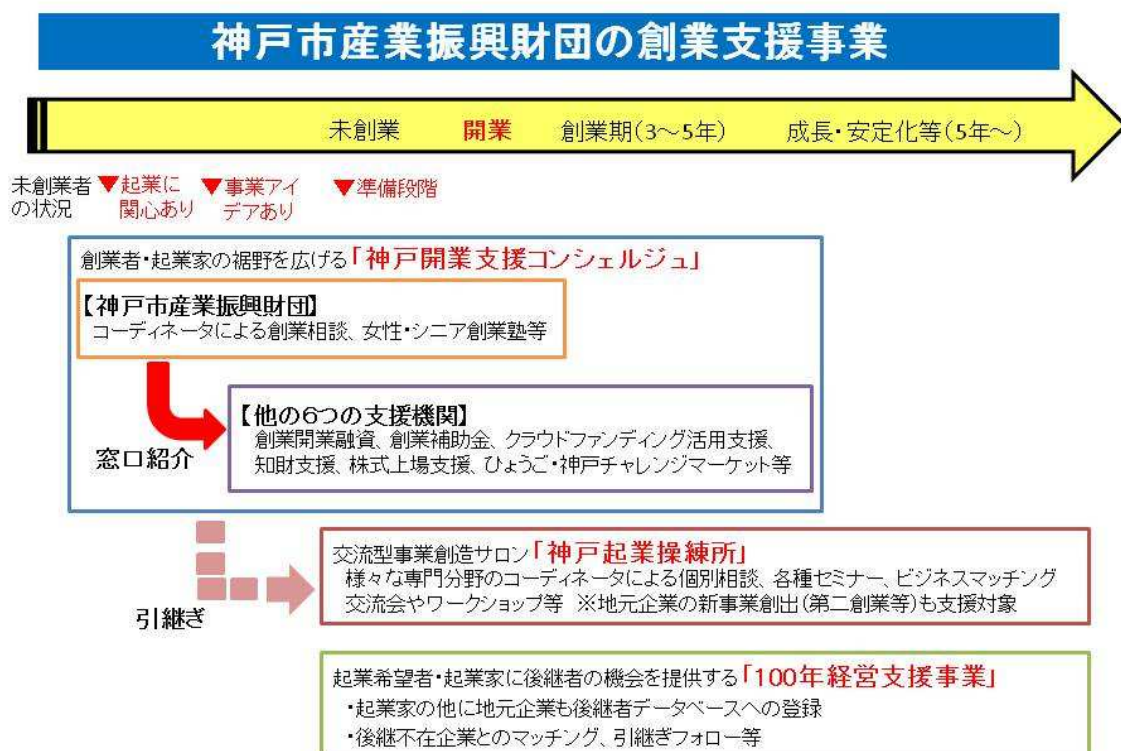 神戸市産業振興財団の創業支援事業
未創業 開業 創業期(3～5年) 成長・安定化等(5年～)
未創業者の状況
▼起業に関心あり
▼事業アイデアあり
▼準備段階
創業者・起業家の裾野を広げる「神戸開業支援コンシェルジュ」
【神戸市産業振興財団】
コーディネータによる創業相談、女性・シニア創業塾等
窓口紹介
【他の6つの支援機関】
創業開業融資、創業補助金、クラウドファンディング活用支援、
知財支援、株式上場支援、ひょうご・神戸チャレンジマーケット等
引継ぎ
交流型事業創造サロン「神戸起業操練所」
様々な専門分野のコーディネータによる個別相談、各種セミナー、ビジネスマッチング
交流会やワークショップ等 ※地元企業の新事業創出(第二創業等)も支援対象
起業希望者・起業家に後継者の機会を提供する「100年経営支援事業」
・起業家の他に地元企業も後継者データベースへの登録
・後継不在企業とのマッチング、引継ぎフォロー等